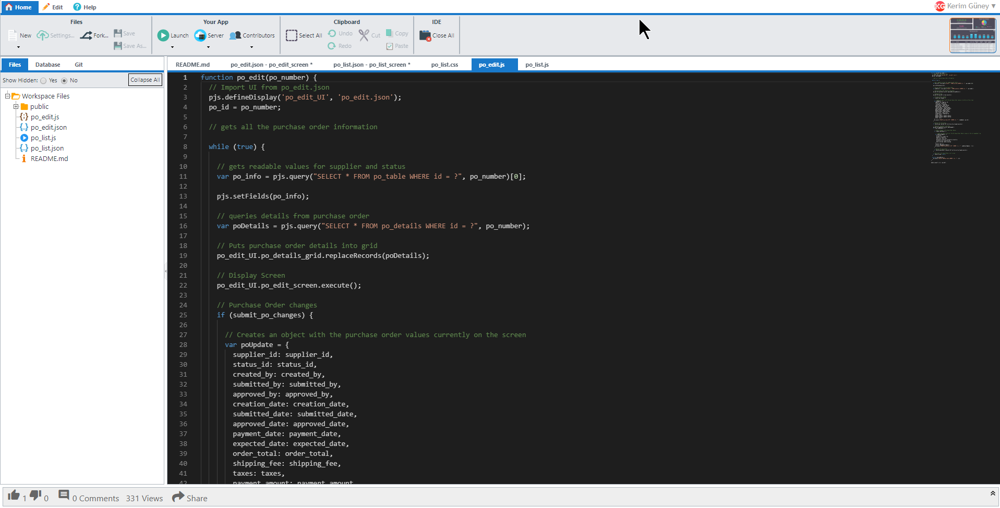 Home Edit Help
KG Kerim Güney
Files
New Settings... Fork... Save
Save As...
Your App
Launch Server Contributors
Clipboard
Select All Undo Cut Copy
Redo Paste
IDE
Close All
Files Database Git
Show Hidden: Yes No Collapse All
Workspace Files
public
po_edit.js
po_edit.json
po_list.js
po_list.json
README.md
README.md po_edit.json - po_edit_screen * po_list.json - po_list_screen * po_list.css po_edit.js po_list.js
1 function po_edit(po_number) {
2 // Import UI from po_edit.json
3 pjs.defineDisplay('po_edit_UI', 'po_edit.json');
4 po_id = po_number;
5
6 // gets all the purchase order information
7
8 while (true) {
9
10 // gets readable values for supplier and status
11 var po_info = pjs.query("SELECT * FROM po_table WHERE id = ?", po_number)[0];
12
13 pjs.setFields(po_info);
14
15 // queries details from purchase order
16 var poDetails = pjs.query("SELECT * FROM po_details WHERE id = ?", po_number);
17
18 // Puts purchase order details into grid
19 po_edit_UI.po_details_grid.replaceRecords(poDetails);
20
21 // Display Screen
22 po_edit_UI.po_edit_screen.execute();
23
24 // Purchase Order changes
25 if (submit_po_changes) {
26
27 // Creates an object with the purchase order values currently on the screen
28 var poUpdate = {
29 supplier_id: supplier_id,
30 status_id: status_id,
31 created_by: created_by,
32 submitted_by: submitted_by,
33 approved_by: approved_by,
34 creation_date: creation_date,
35 submitted_date: submitted_date,
36 approved_date: approved_date,
37 payment_date: payment_date,
38 expected_date: expected_date,
39 order_total: order_total,
40 shipping_fee: shipping_fee,
41 taxes: taxes,
42 payment_amount: payment_amount
1 0 0 Comments 331 Views Share